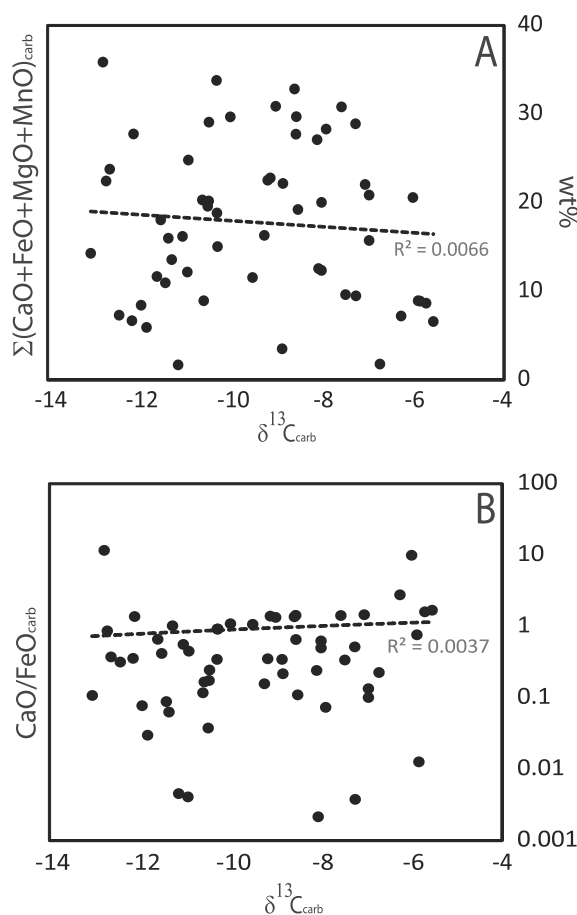 A
Σ(CaO+FeO+MgO+MnO)carb
40
30
20
10
0
wt%
R² = 0.0066
-14 -12 -10 -8 -6 -4
δ¹³Ccarb
B
CaO/FeOcarb
100
10
1
0.1
0.01
0.001
R² = 0.0037
-14 -12 -10 -8 -6 -4
δ¹³Ccarb